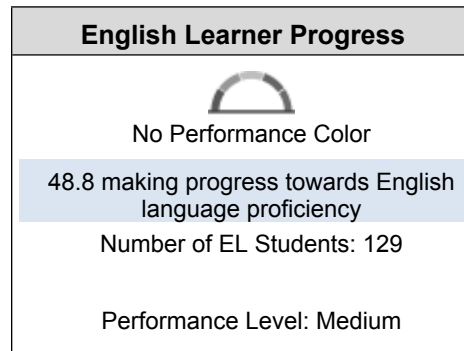 English Learner Progress
No Performance Color
48.8 making progress towards English
language proficiency
Number of EL Students: 129
Performance Level: Medium